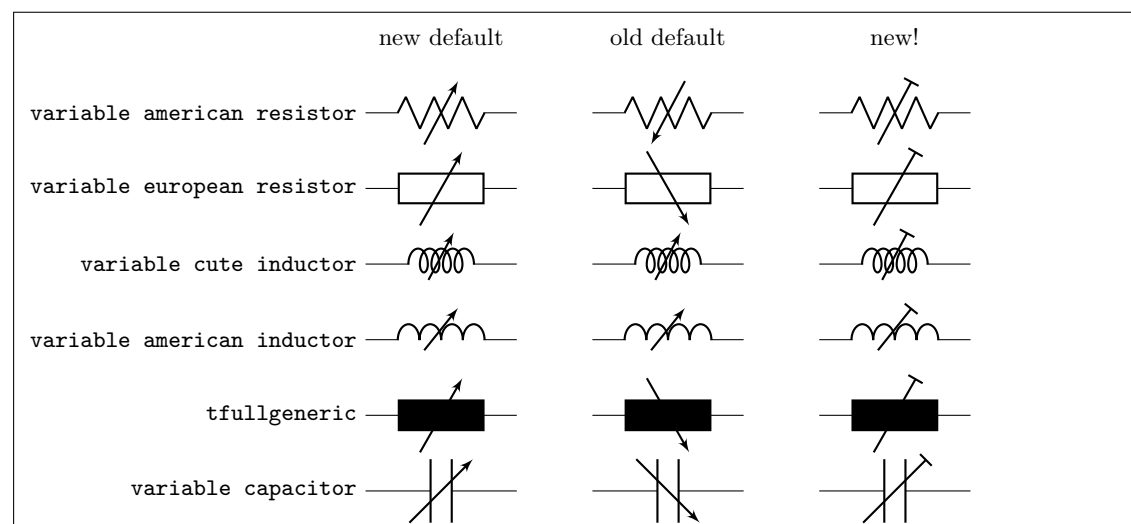 new default old default new!
variable american resistor
variable european resistor
variable cute inductor
variable american inductor
tfullgeneric
variable capacitor